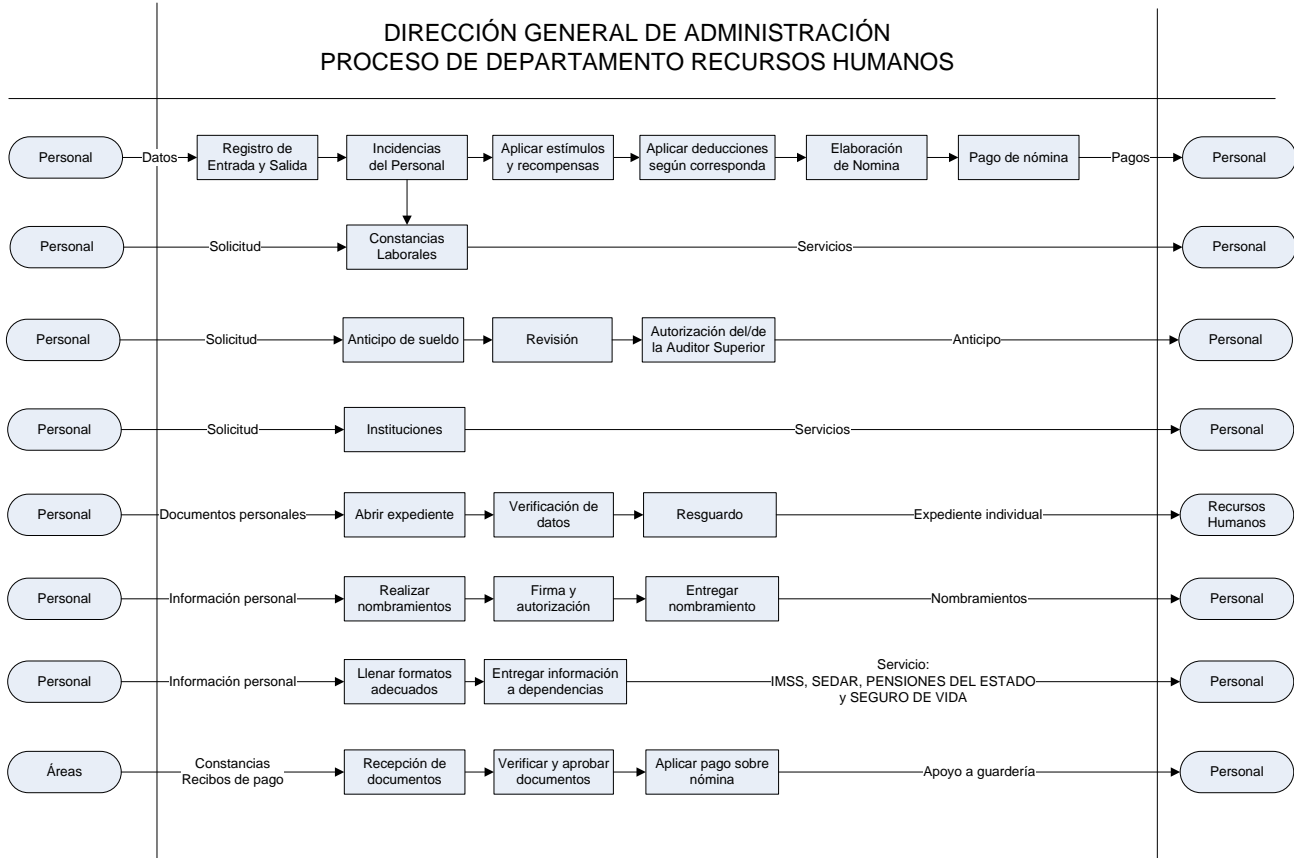 DIRECCIÓN GENERAL DE ADMINISTRACIÓN
PROCESO DE DEPARTAMENTO RECURSOS HUMANOS
Personal
Datos
Registro de
Entrada y Salida
Incidencias
del Personal
Aplicar estímulos
y recompensas
Aplicar deducciones
según corresponda
Elaboración
de Nomina
Pago de nómina
Pagos
Personal
Personal
Solicitud
Constancias
Laborales
Servicios
Personal
Personal
Solicitud
Anticipo de sueldo
Revisión
Autorización del/de
la Auditor Superior
Anticipo
Personal
Personal
Solicitud
Instituciones
Servicios
Personal
Personal
Documentos personales
Abrir expediente
Verificación de
datos
Resguardo
Expediente individual
Recursos
Humanos
Personal
Información personal
Realizar
nombramientos
Firma y
autorización
Entregar
nombramiento
Nombramientos
Personal
Personal
Información personal
Llenar formatos
adecuados
Entregar información
a dependencias
Servicio:
IMSS, SEDAR, PENSIONES DEL ESTADO
y SEGURO DE VIDA
Personal
Áreas
Constancias
Recibos de pago
Recepción de
documentos
Verificar y aprobar
documentos
Aplicar pago sobre
nómina
Apoyo a guardería
Personal